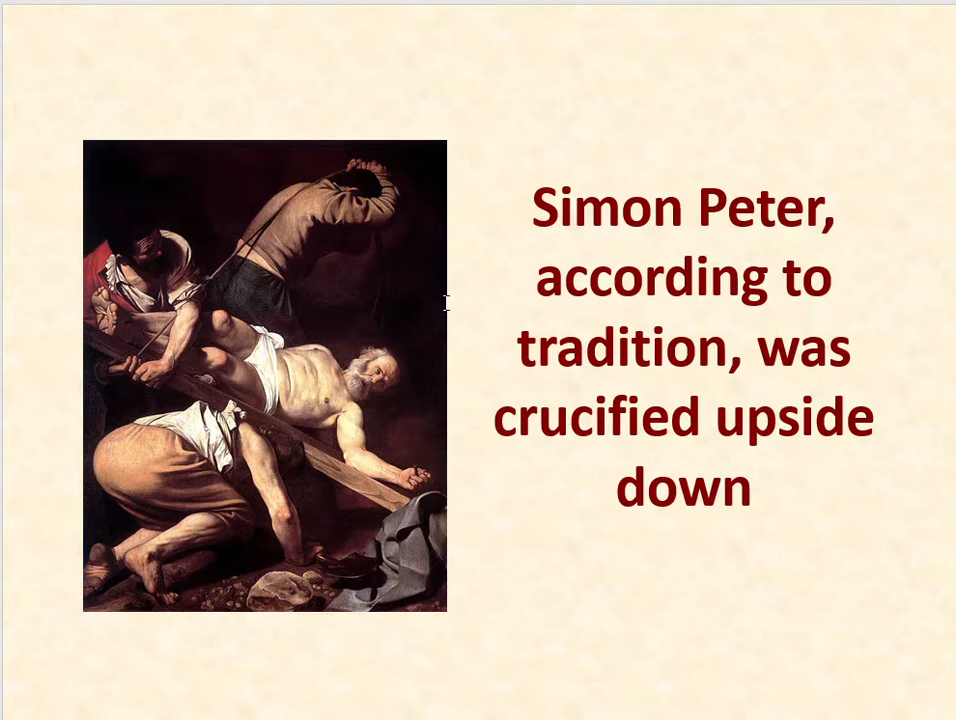 Simon Peter,
according to
tradition, was
crucified upside
down